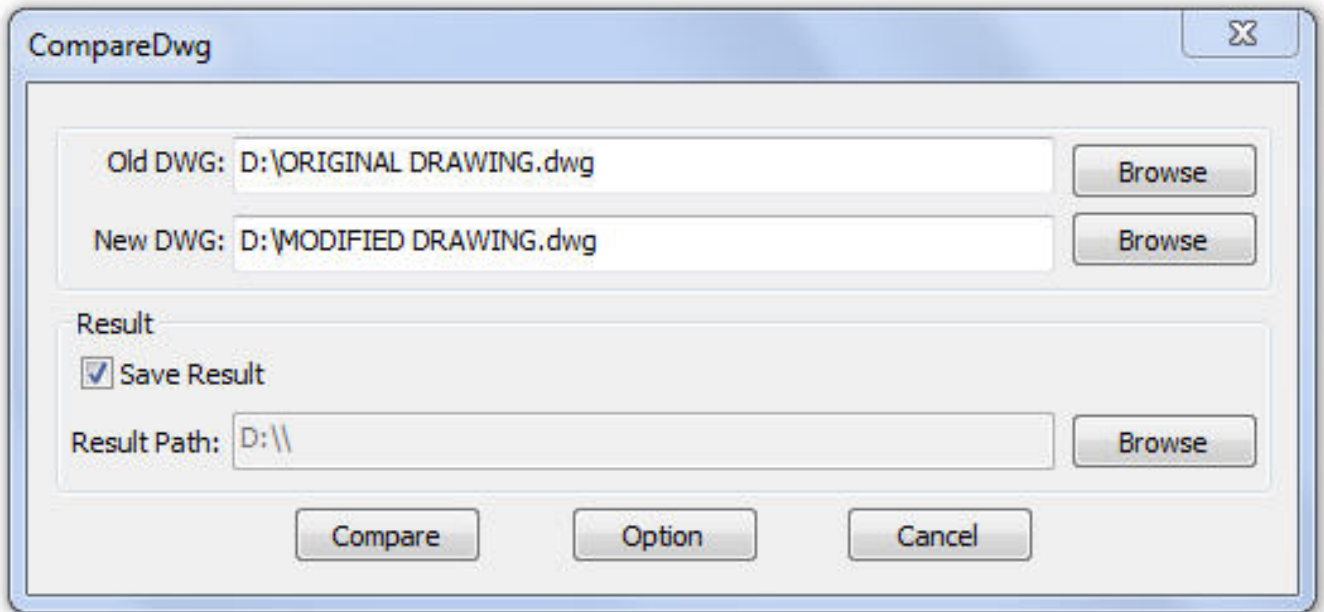 CompareDwg
Old DWG: D:\ORIGINAL DRAWING.dwg Browse
New DWG: D:\MODIFIED DRAWING.dwg Browse
Result
Save Result
Result Path: D:\\ Browse
Compare Option Cancel